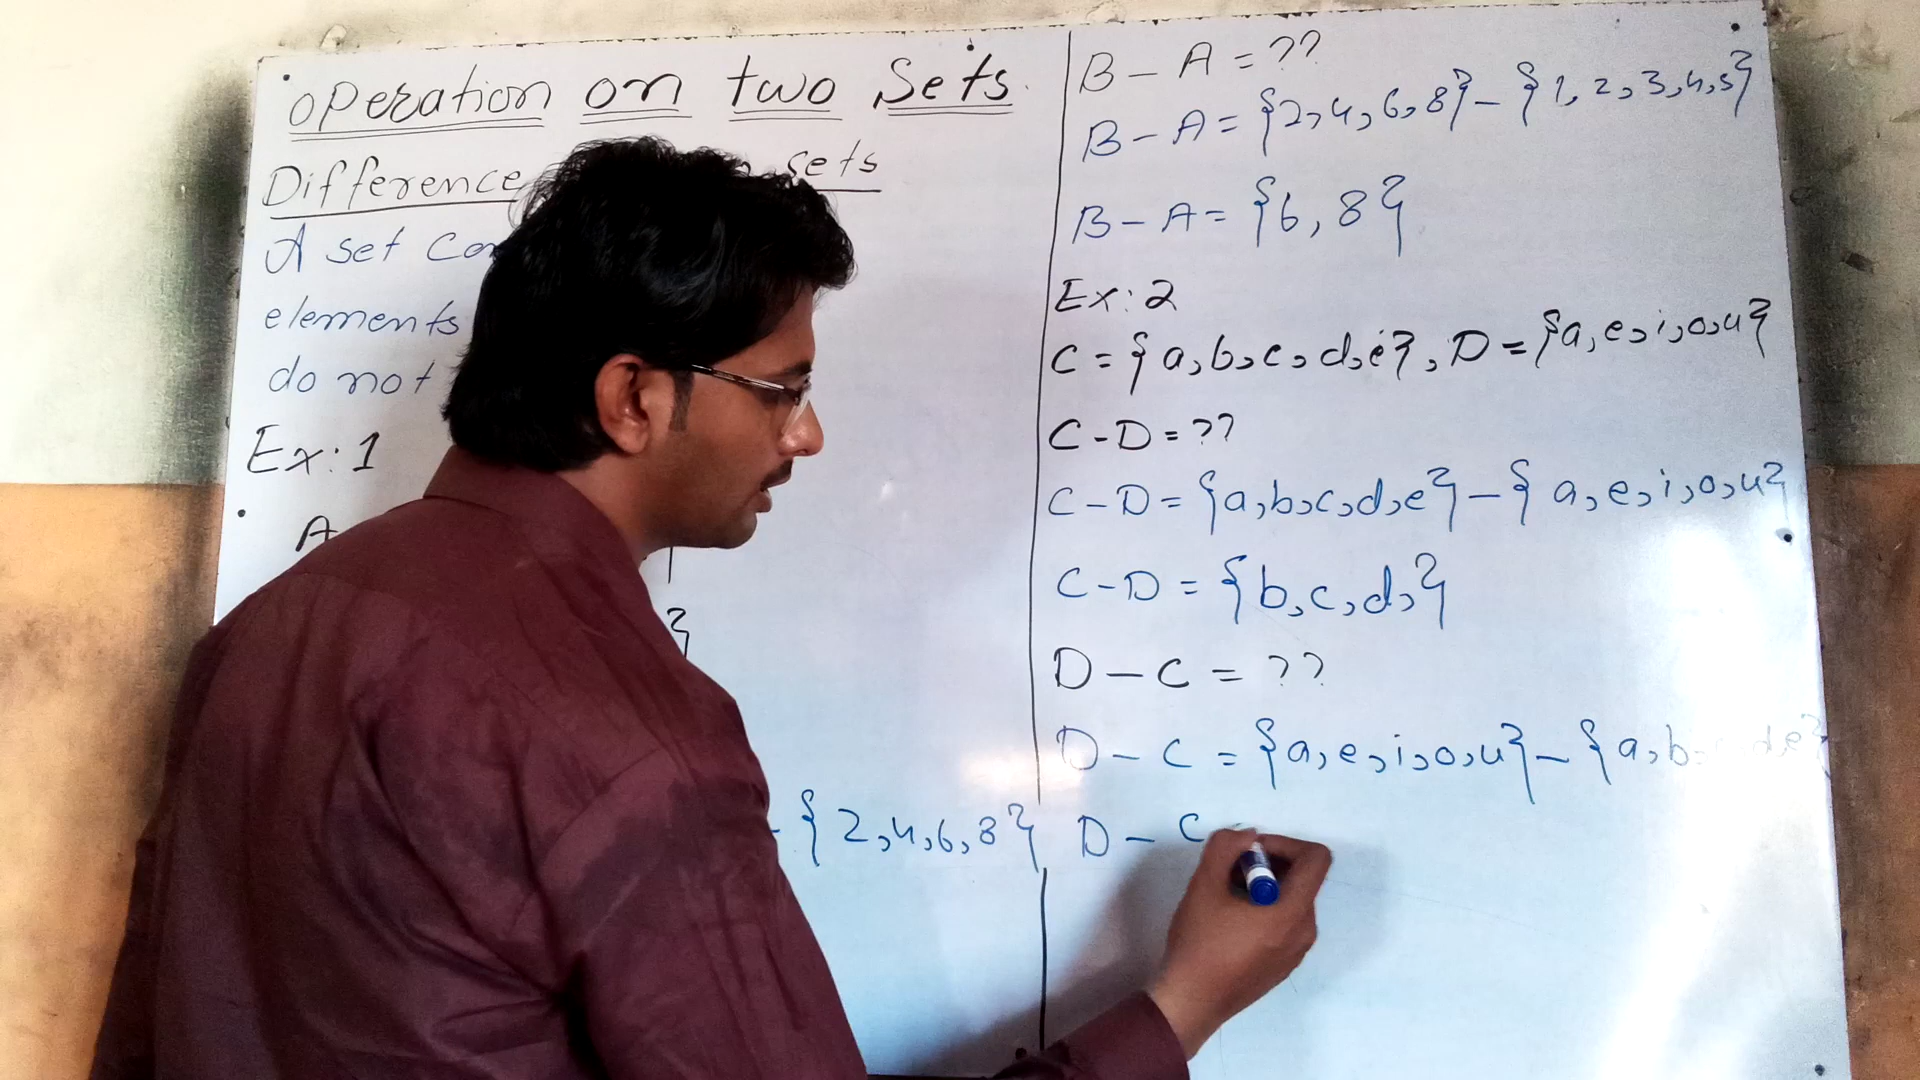 operation on two Sets.
Difference sets
A set
elements
do not
Ex:1
A
}
- {2,4,6,8}
B - A = ??
B - A = {2,4,6,8} - {1,2,3,4,5}
B - A = {6,8}
Ex:2
C = {a,b,c,d,e}, D = {a,e,i,o,u}
C - D = ??
C - D = {a,b,c,d,e} - {a,e,i,o,u}
C - D = {b,c,d,}
D - C = ??
D - C = {a,e,i,o,u} - {a,b,c,d,e}
D - C